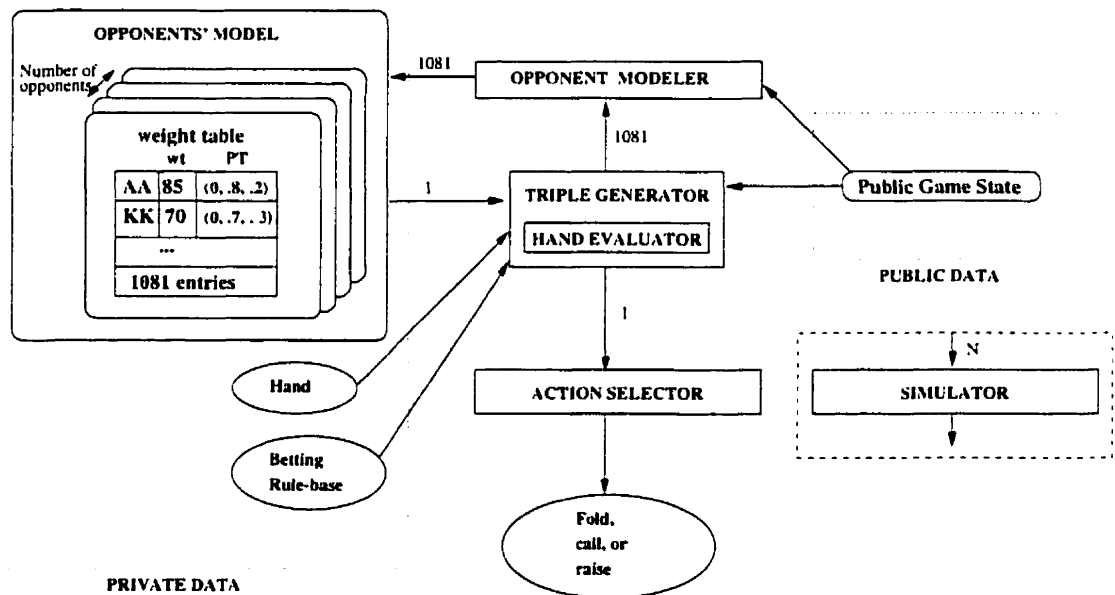 OPPONENTS' MODEL
Number of
opponents
weight table
wt PT
AA 85 (0, .8, .2)
KK 70 (0, .7, . 3)
...
1081 entries
1081
OPPONENT MODELER
1081
1
TRIPLE GENERATOR
HAND EVALUATOR
Public Game State
PUBLIC DATA
1
Hand
ACTION SELECTOR
N
SIMULATOR
Betting
Rule-base
Fold,
call, or
raise
PRIVATE DATA